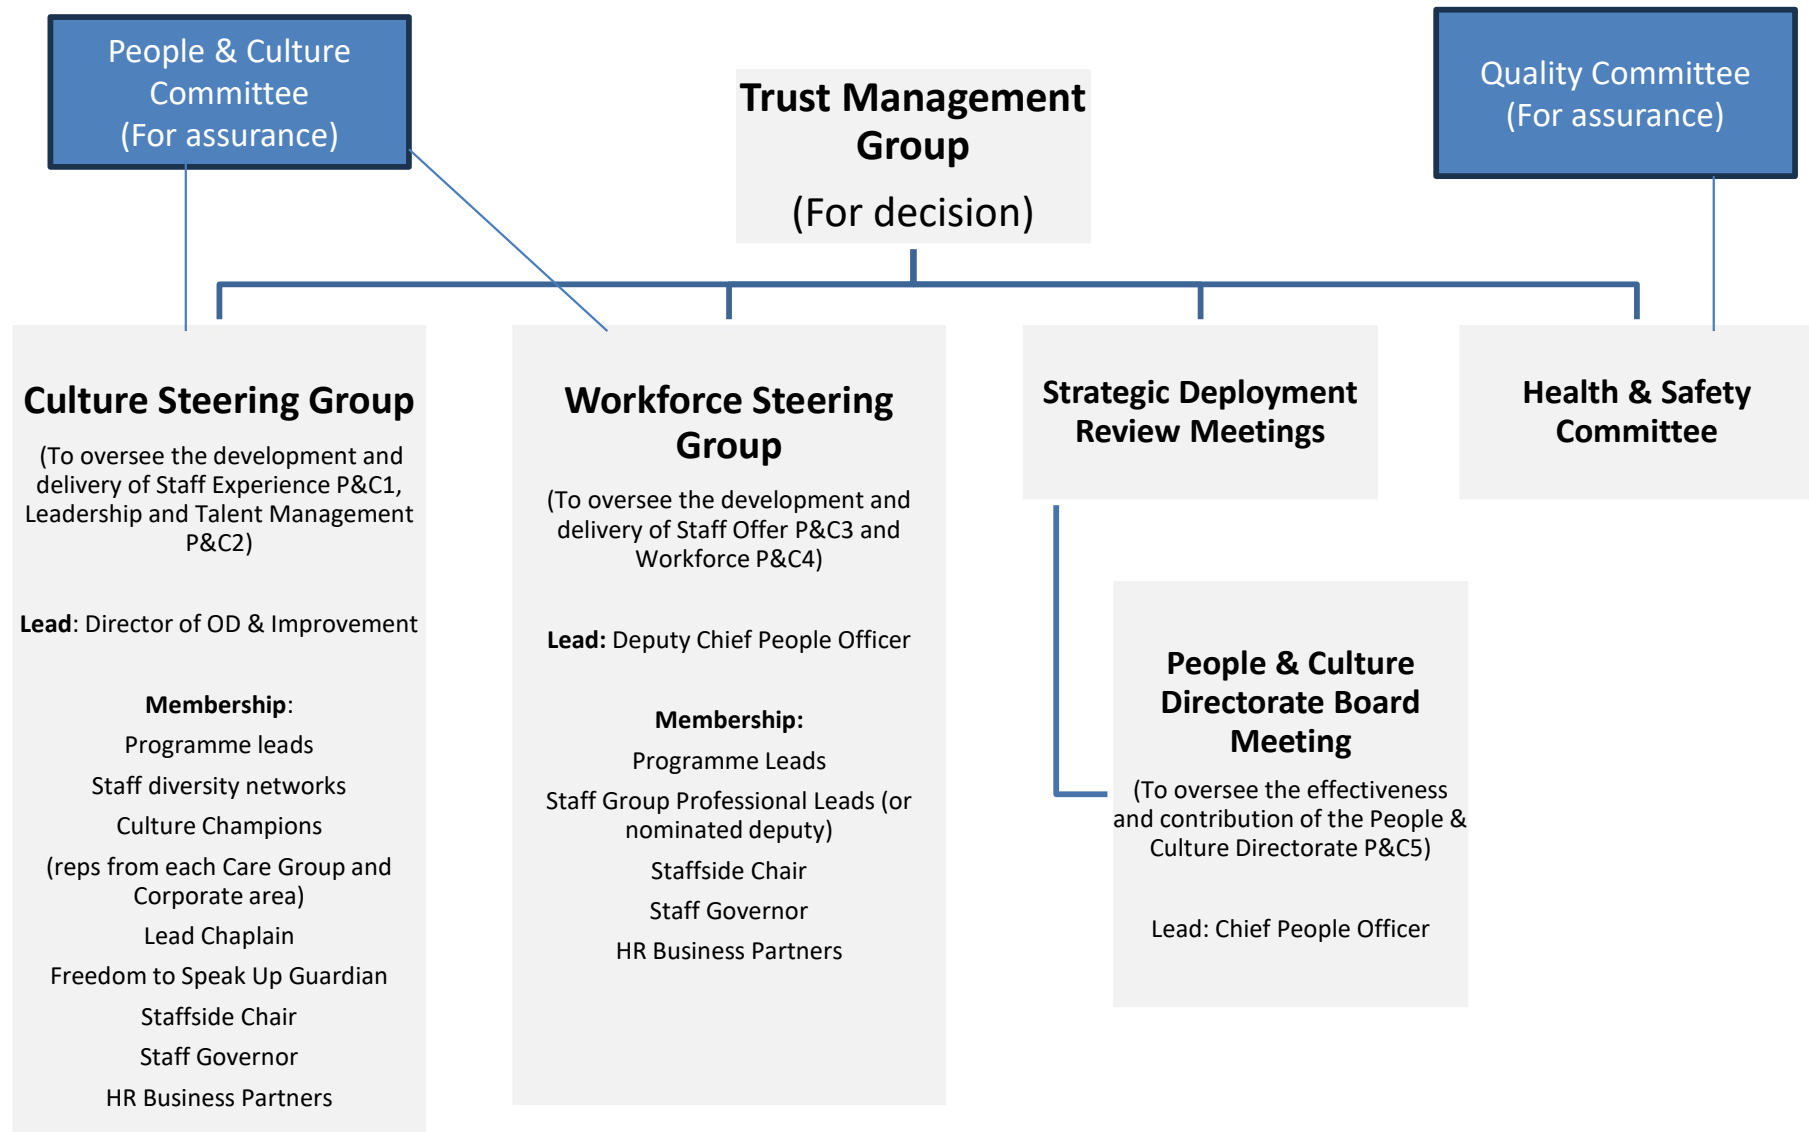 People & Culture
Committee
(For assurance)
Trust Management
Group
(For decision)
Quality Committee
(For assurance)
Culture Steering Group
(To oversee the development and
delivery of Staff Experience P&C1,
Leadership and Talent Management
P&C2)
Lead: Director of OD & Improvement
Membership:
Programme leads
Staff diversity networks
Culture Champions
(reps from each Care Group and
Corporate area)
Lead Chaplain
Freedom to Speak Up Guardian
Staffside Chair
Staff Governor
HR Business Partners
Workforce Steering
Group
(To oversee the development and
delivery of Staff Offer P&C3 and
Workforce P&C4)
Lead: Deputy Chief People Officer
Membership:
Programme Leads
Staff Group Professional Leads (or
nominated deputy)
Staffside Chair
Staff Governor
HR Business Partners
Strategic Deployment
Review Meetings
People & Culture
Directorate Board
Meeting
(To oversee the effectiveness
and contribution of the People &
Culture Directorate P&C5)
Lead: Chief People Officer
Health & Safety
Committee